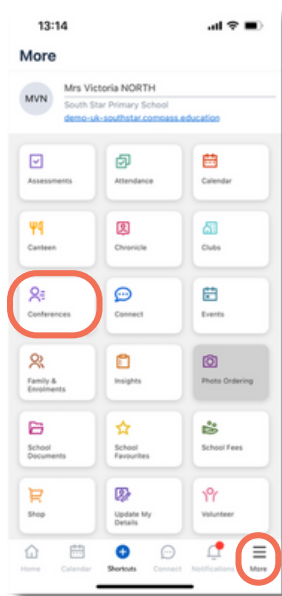 13:14
More
MVN
Mrs Victoria NORTH
South Star Primary School
demo-uk-southstar.compass.education
Assessments
Attendance
Calendar
Canteen
Chronicle
Clubs
Conferences
Connect
Events
Family &
Enrolments
Insights
Photo Ordering
School
Documents
School
Favourites
School Fees
Shop
Update My
Details
Volunteer
Home
Calendar
Shortcuts
Connect
Notifications
More